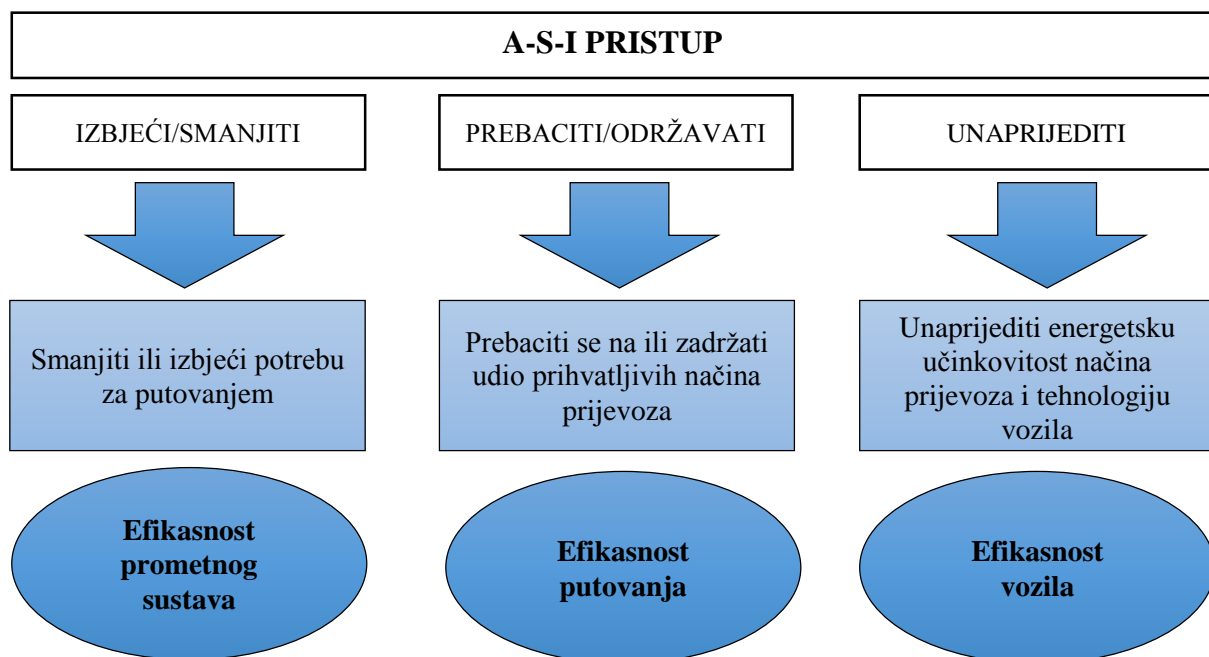 A-S-I PRISTUP
IZBJEĆI/SMANJITI
PREBACITI/ODRŽAVATI
UNAPRIJEDITI
Smanjiti ili izbjeći potrebu
za putovanjem
Prebaciti se na ili zadržati
udio prihvatljivih načina
prijevoza
Unaprijediti energetsku
učinkovitost načina
prijevoza i tehnologiju
vozila
Efikasnost
prometnog
sustava
Efikasnost
putovanja
Efikasnost
vozila